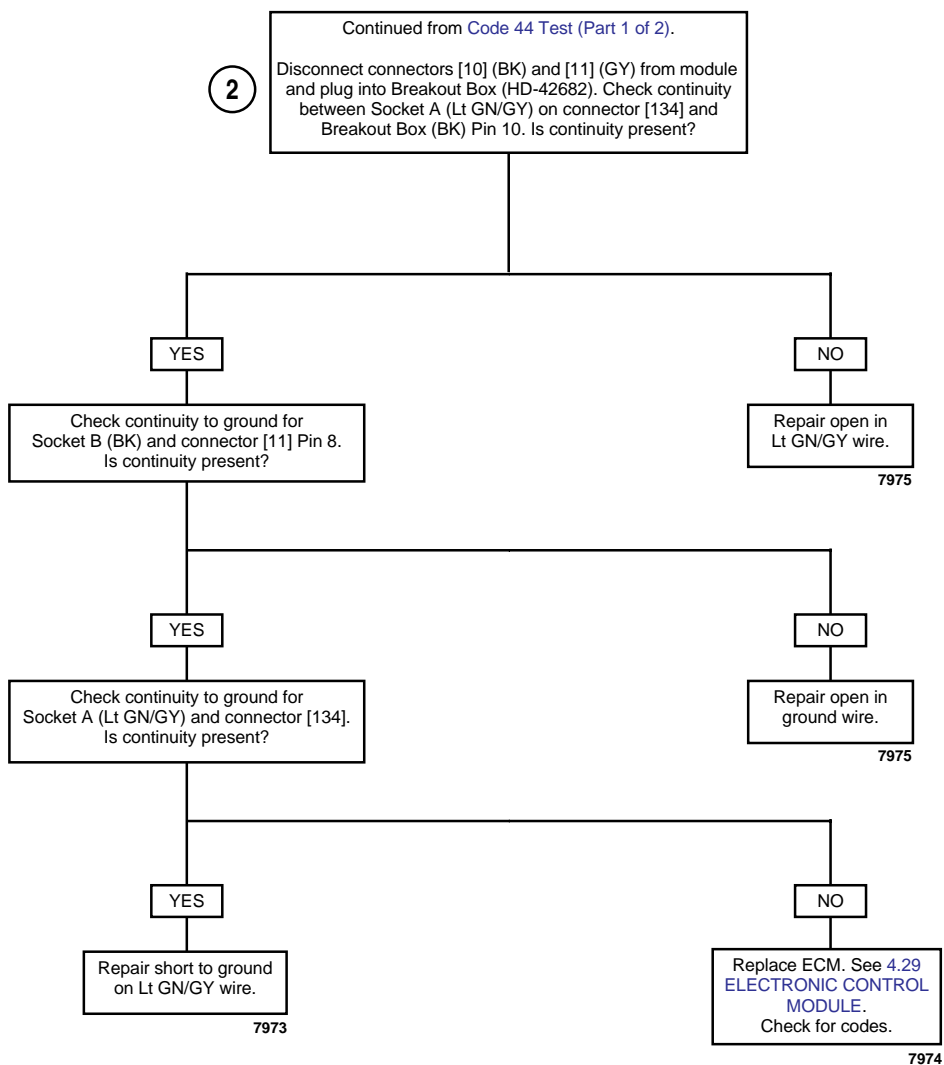 Continued from Code 44 Test (Part 1 of 2).
2
Disconnect connectors [10] (BK) and [11] (GY) from module
and plug into Breakout Box (HD-42682). Check continuity
between Socket A (Lt GN/GY) on connector [134] and
Breakout Box (BK) Pin 10. Is continuity present?
YES
NO
Check continuity to ground for
Socket B (BK) and connector [11] Pin 8.
Is continuity present?
Repair open in
Lt GN/GY wire.
7975
YES
NO
Check continuity to ground for
Socket A (Lt GN/GY) and connector [134].
Is continuity present?
Repair open in
ground wire.
7975
YES
NO
Repair short to ground
on Lt GN/GY wire.
7973
Replace ECM. See 4.29
ELECTRONIC CONTROL
MODULE.
Check for codes.
7974